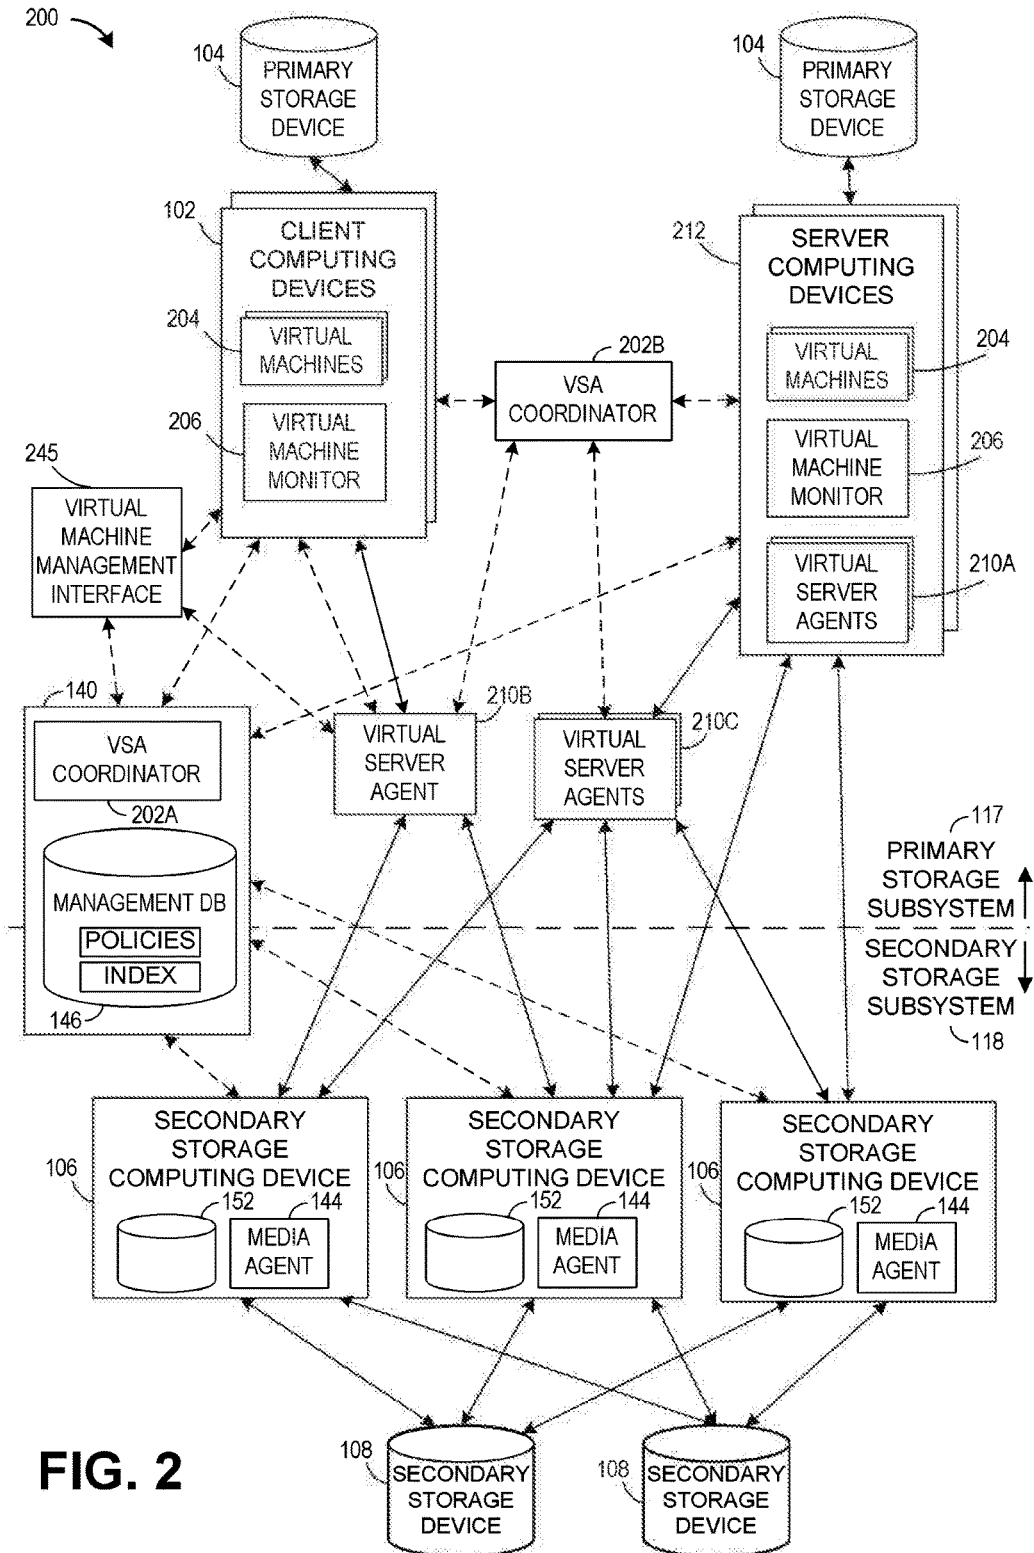 200
104
PRIMARY
STORAGE
DEVICE
104
PRIMARY
STORAGE
DEVICE
102
CLIENT
COMPUTING
DEVICES
204
VIRTUAL
MACHINES
206
VIRTUAL
MACHINE
MONITOR
212
SERVER
COMPUTING
DEVICES
VIRTUAL
MACHINES
204
VIRTUAL
MACHINE
MONITOR
206
VIRTUAL
SERVER
AGENTS
210A
202B
VSA
COORDINATOR
245
VIRTUAL
MACHINE
MANAGEMENT
INTERFACE
140
VSA
COORDINATOR
202A
MANAGEMENT DB
POLICIES
INDEX
146
210B
VIRTUAL
SERVER
AGENT
210C
VIRTUAL
SERVER
AGENTS
117
PRIMARY
STORAGE
SUBSYSTEM
SECONDARY
STORAGE
SUBSYSTEM
118
SECONDARY
STORAGE
COMPUTING DEVICE
106
152
144
MEDIA
AGENT
SECONDARY
STORAGE
COMPUTING DEVICE
106
152
144
MEDIA
AGENT
SECONDARY
STORAGE
COMPUTING DEVICE
106
152
144
MEDIA
AGENT
108
SECONDARY
STORAGE
DEVICE
108
SECONDARY
STORAGE
DEVICE
FIG. 2